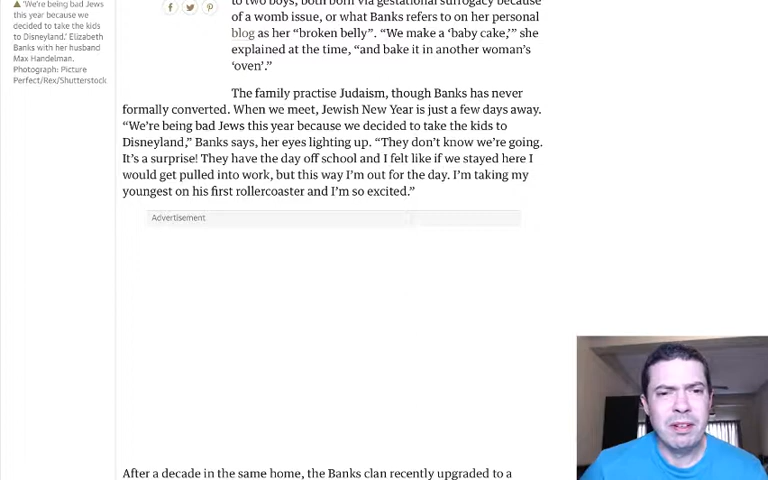 ▲ 'We're being bad Jews
this year because we
decided to take the kids
to Disneyland.' Elizabeth
Banks with her husband
Max Handelman.
Photograph: Picture
Perfect/Rex/Shutterstock
to two boys, both born via gestational surrogacy because
of a womb issue, or what Banks refers to on her personal
blog as her “broken belly”. “We make a ‘baby cake,’” she
explained at the time, “and bake it in another woman’s
‘oven’.”
The family practise Judaism, though Banks has never
formally converted. When we meet, Jewish New Year is just a few days away.
“We’re being bad Jews this year because we decided to take the kids to
Disneyland,” Banks says, her eyes lighting up. “They don’t know we’re going.
It’s a surprise! They have the day off school and I felt like if we stayed here I
would get pulled into work, but this way I’m out for the day. I’m taking my
youngest on his first rollercoaster and I’m so excited.”
Advertisement
After a decade in the same home, the Banks clan recently upgraded to a